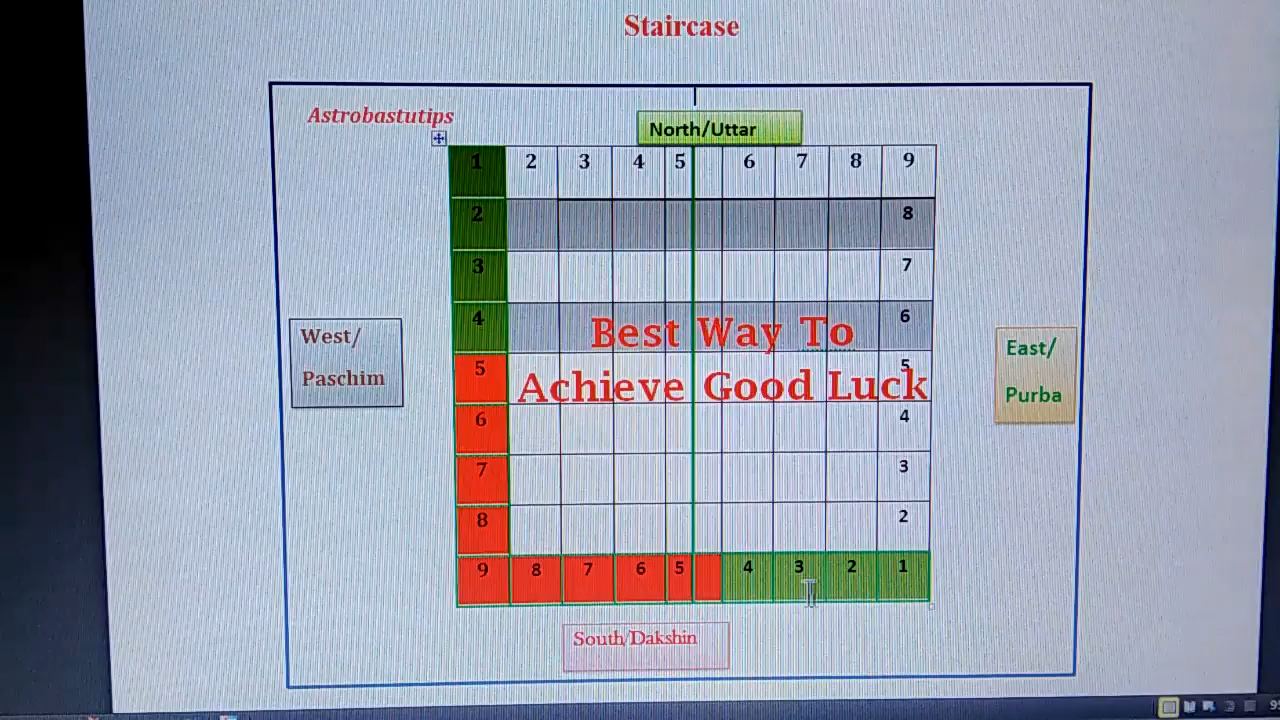 Staircase
Astrobastutips
North/Uttar
1 2 3 4 5 6 7 8 9
2 8
3 7
4 6
Best Way To
5 5
Achieve Good Luck
6 4
7 3
8 2
9 8 7 6 5 4 3 2 1
West/
Paschim
East/
Purba
South/Dakshin